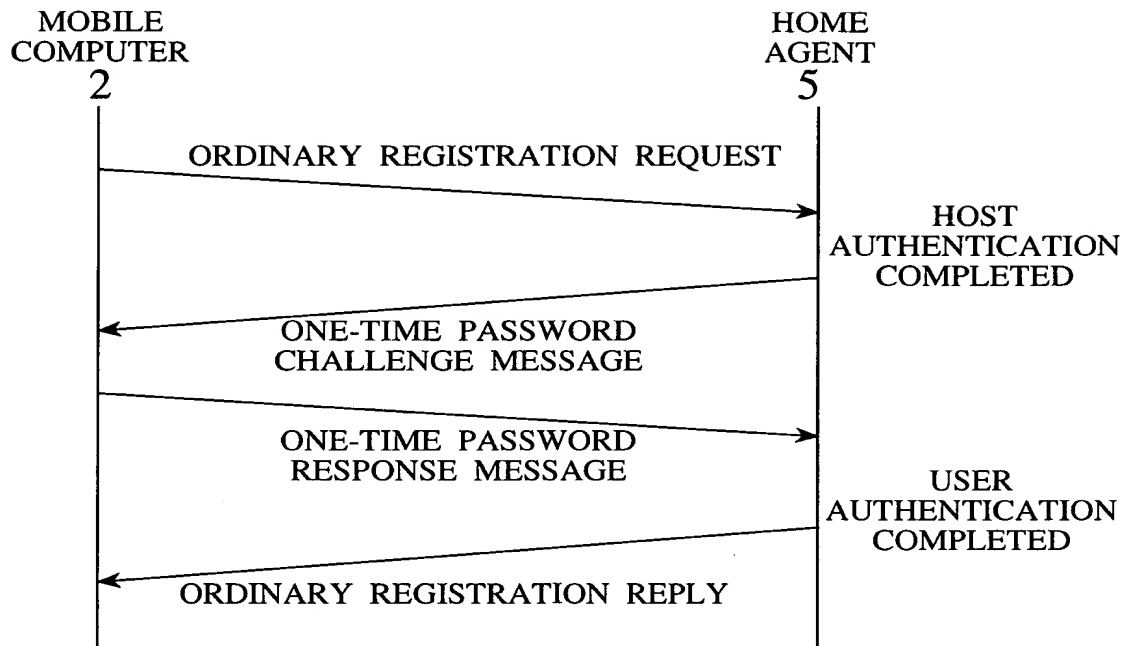 MOBILE
COMPUTER
2
HOME
AGENT
5
ORDINARY REGISTRATION REQUEST
HOST
AUTHENTICATION
COMPLETED
ONE-TIME PASSWORD
CHALLENGE MESSAGE
ONE-TIME PASSWORD
RESPONSE MESSAGE
USER
AUTHENTICATION
COMPLETED
ORDINARY REGISTRATION REPLY